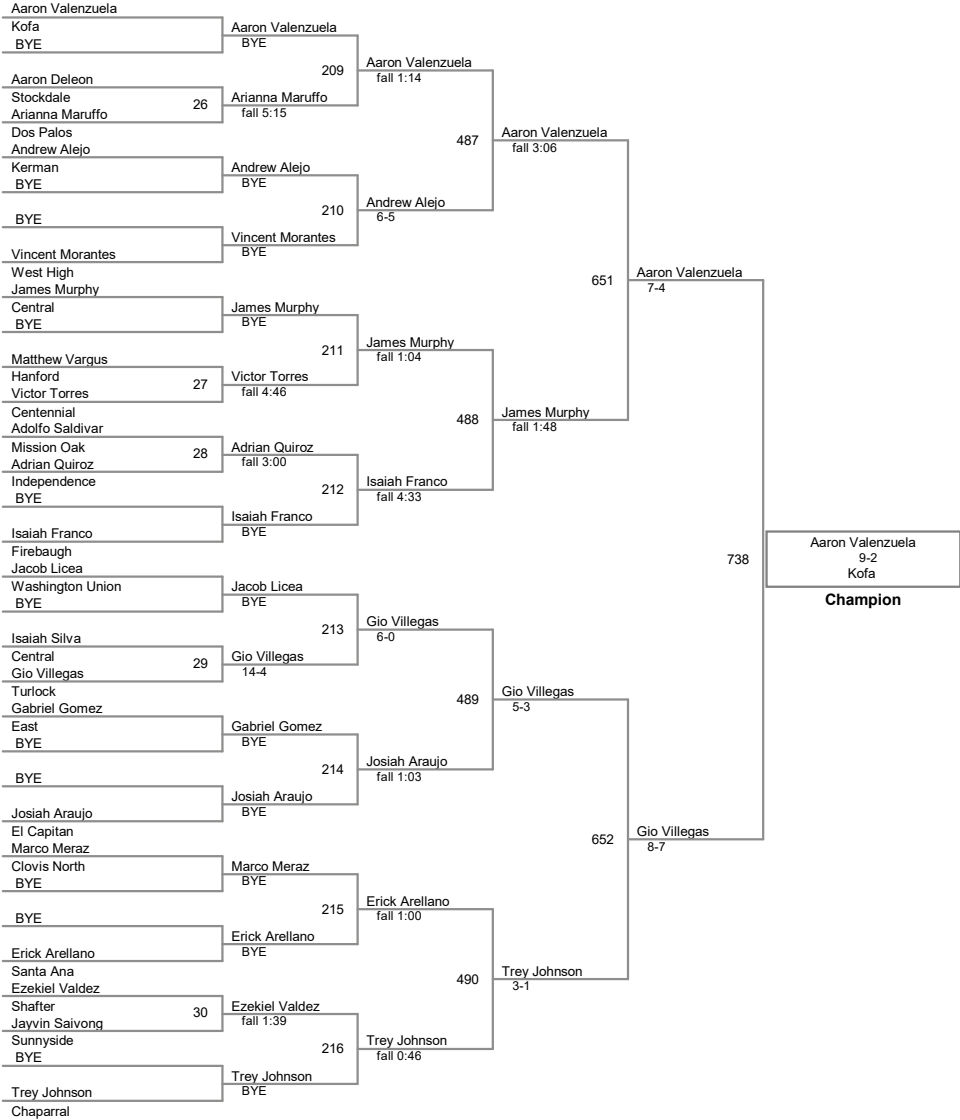 Aaron Valenzuela
Kofa
BYE
Aaron Deleon
Stockdale
Arianna Maruffo
Dos Palos
Andrew Alejo
Kerman
BYE
BYE
Vincent Morantes
West High
James Murphy
Central
BYE
Matthew Vargus
Hanford
Victor Torres
Centennial
Adolfo Saldivar
Mission Oak
Adrian Quiroz
Independence
BYE
Isaiah Franco
Firebaugh
Jacob Licea
Washington Union
BYE
Isaiah Silva
Central
Gio Villegas
Turlock
Gabriel Gomez
East
BYE
BYE
Josiah Araujo
El Capitan
Marco Meraz
Clovis North
BYE
BYE
Erick Arellano
Santa Ana
Ezekiel Valdez
Shafter
Jayvin Saivong
Sunnyside
BYE
Trey Johnson
Chaparral
26
27
28
29
30
Aaron Valenzuela
BYE
Arianna Maruffo
fall 5:15
Andrew Alejo
BYE
Vincent Morantes
BYE
James Murphy
BYE
Victor Torres
fall 4:46
Adrian Quiroz
fall 3:00
Isaiah Franco
BYE
Jacob Licea
BYE
Gio Villegas
14-4
Gabriel Gomez
BYE
Josiah Araujo
BYE
Marco Meraz
BYE
Erick Arellano
BYE
Ezekiel Valdez
fall 1:39
Trey Johnson
BYE
209
210
211
212
213
214
215
216
Aaron Valenzuela
fall 1:14
Andrew Alejo
6-5
James Murphy
fall 1:04
Isaiah Franco
fall 4:33
Gio Villegas
6-0
Josiah Araujo
fall 1:03
Erick Arellano
fall 1:00
Trey Johnson
fall 0:46
487
488
489
490
Aaron Valenzuela
fall 3:06
James Murphy
fall 1:48
Gio Villegas
5-3
Trey Johnson
3-1
651
652
Aaron Valenzuela
7-4
Gio Villegas
8-7
738
Aaron Valenzuela
9-2
Kofa
Champion